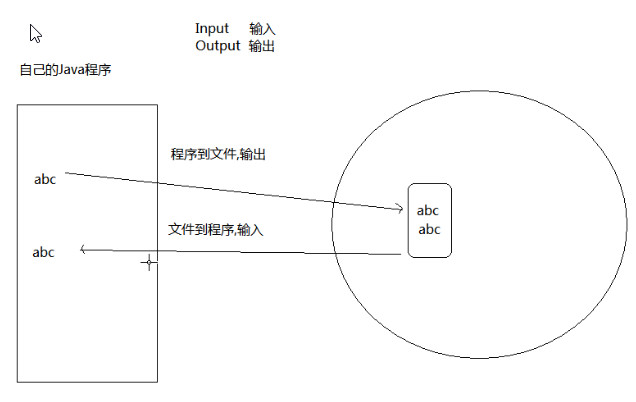 Input 输入
Output 输出
自己的Java程序
程序到文件,输出
abc
abc
abc
文件到程序,输入
abc